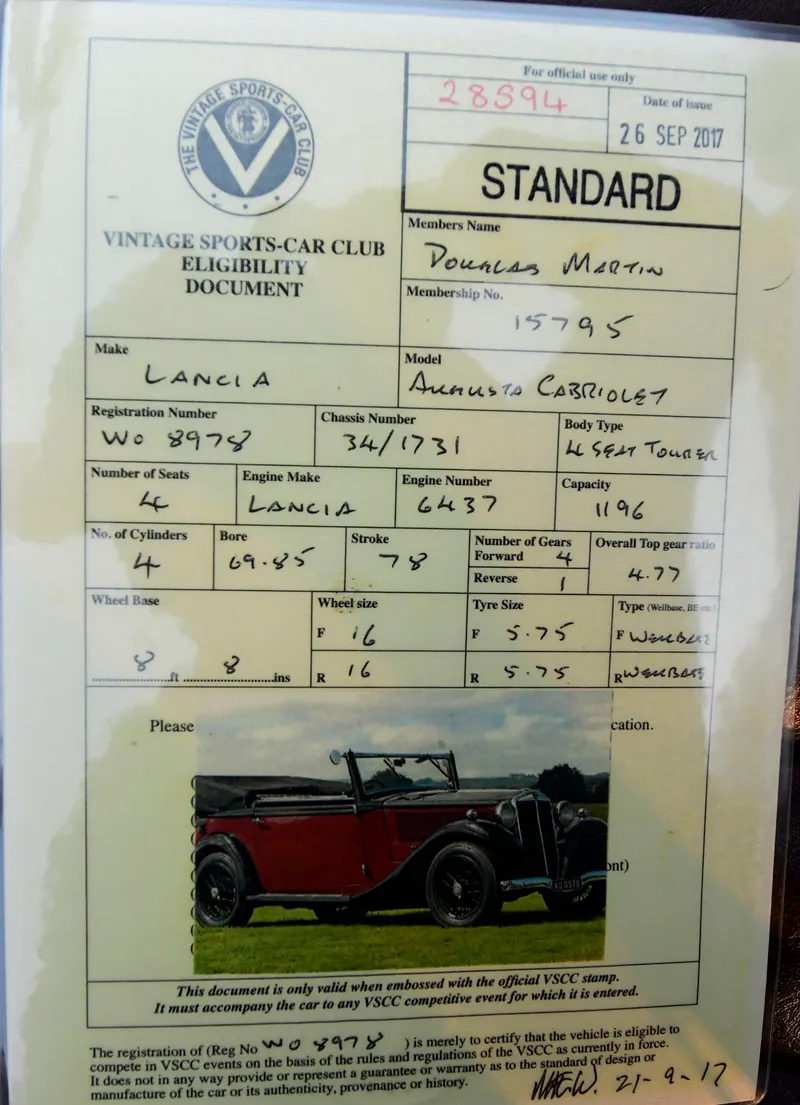 THE VINTAGE SPORTS-CAR CLUB
VINTAGE SPORTS-CAR CLUB
ELIGIBILITY
DOCUMENT
For official use only
28594
Date of issue
26 SEP 2017
STANDARD
Members Name
Douglas Martin
Membership No.
15795
Make
LANCIA
Model
Augusta CABRIOLET
Registration Number
WO 8978
Chassis Number
34/1731
Body Type
4 SEAT TOURER
Number of Seats
4
Engine Make
LANCIA
Engine Number
6437
Capacity
1196
No. of Cylinders
4
Bore
69.85
Stroke
78
Number of Gears
Forward 4
Reverse 1
Overall Top gear ratio
4.77
Wheel Base
8 ft 8 ins
Wheel size
F 16
R 16
Tyre Size
F 5.75
R 5.75
Type (Wellbase, BE etc.)
F WELLBASE
R WELLBASE
Please
cation.
ont)
WO 8978
This document is only valid when embossed with the official VSCC stamp.
It must accompany the car to any VSCC competitive event for which it is entered.
The registration of (Reg No WO 8978 ) is merely to certify that the vehicle is eligible to
compete in VSCC events on the basis of the rules and regulations of the VSCC as currently in force.
It does not in any way provide or represent a guarantee or warranty as to the standard of design or
manufacture of the car or its authenticity, provenance or history.
21-9-17